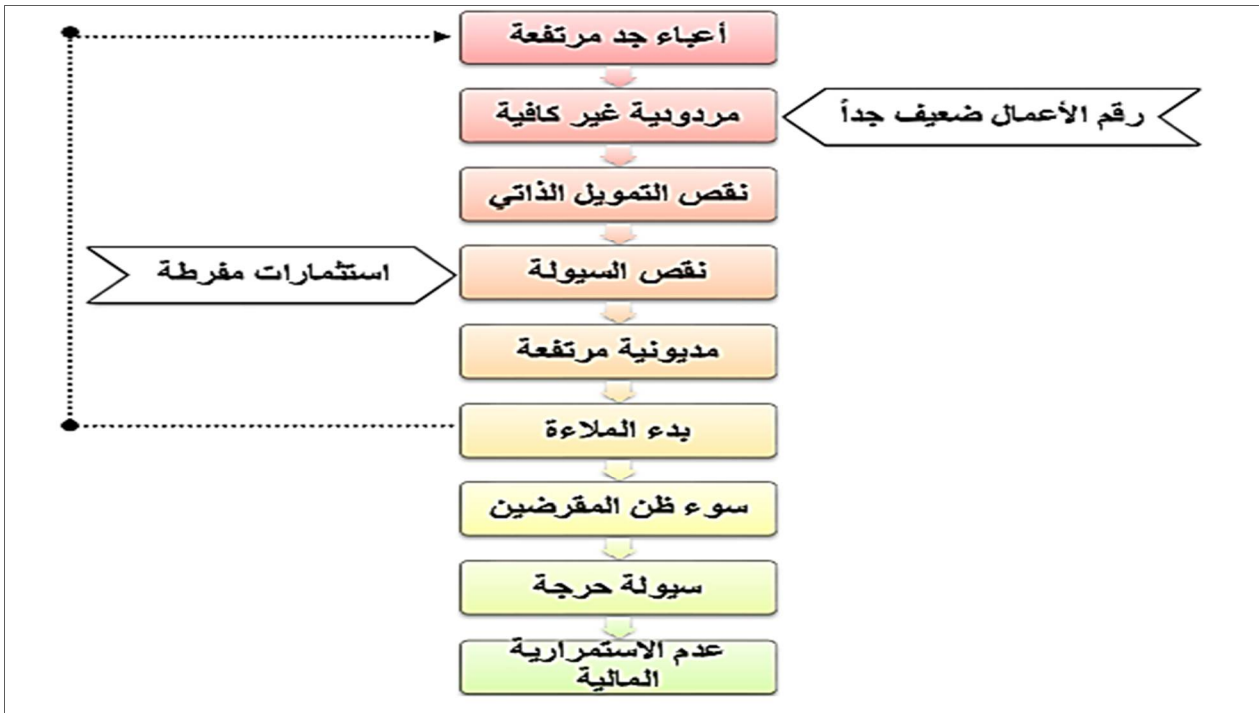 أعباء جد مرتفعة
مردودية غير كافية
رقم الأعمال ضعيف جداً
نقص التمويل الذاتي
نقص السيولة
استثمارات مفرطة
مديونية مرتفعة
بدء الملاءة
سوء ظن المقرضين
سيولة حرجة
عدم الاستمرارية
المالية